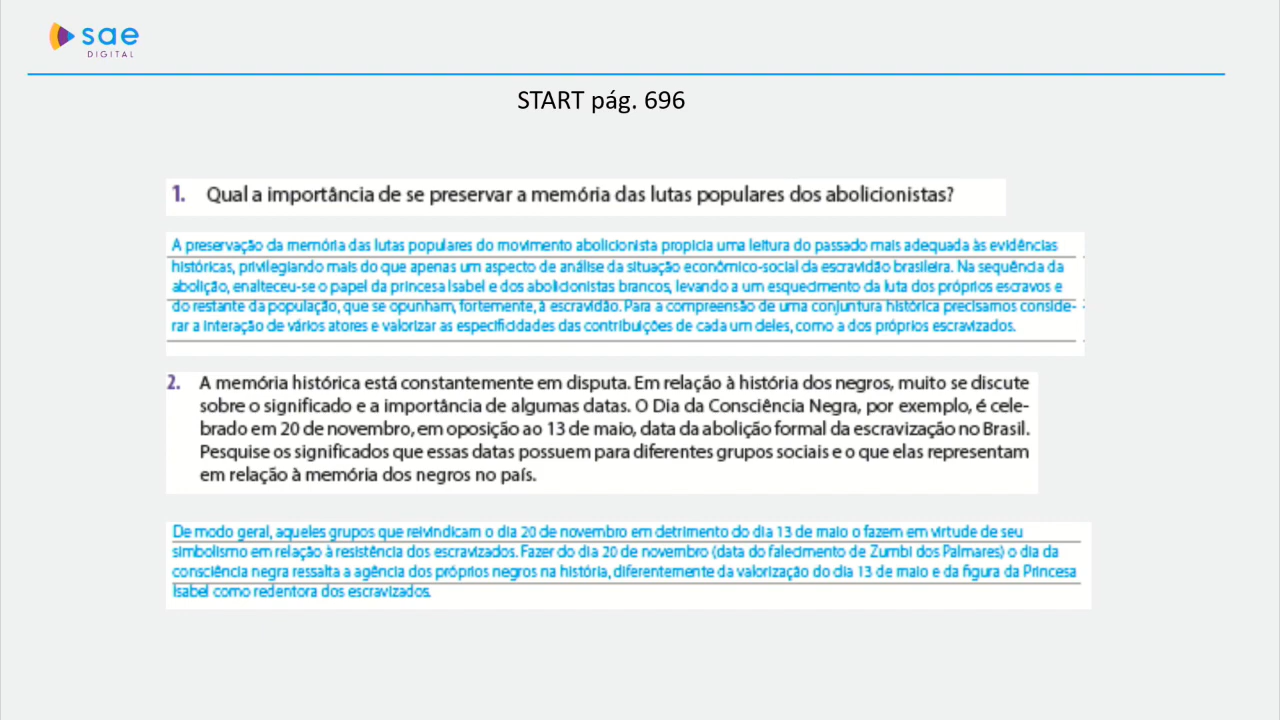 sae
DIGITAL
START pág. 696
1. Qual a importância de se preservar a memória das lutas populares dos abolicionistas?
A preservação da memória das lutas populares do movimento abolicionista propicia uma leitura do passado mais adequada às evidências
históricas, privilegiando mais do que apenas um aspecto de análise da situação econômico-social da escravidão brasileira. Na sequência da
abolição, enalteceu-se o papel da princesa Isabel e dos abolicionistas brancos, levando a um esquecimento da luta dos próprios escravos e
do restante da população, que se opunham, fortemente, à escravidão. Para a compreensão de uma conjuntura histórica precisamos conside-
rar a interação de vários atores e valorizar as especificidades das contribuições de cada um deles, como a dos próprios escravizados.
2. A memória histórica está constantemente em disputa. Em relação à história dos negros, muito se discute
sobre o significado e a importância de algumas datas. O Dia da Consciência Negra, por exemplo, é cele-
brado em 20 de novembro, em oposição ao 13 de maio, data da abolição formal da escravização no Brasil.
Pesquise os significados que essas datas possuem para diferentes grupos sociais e o que elas representam
em relação à memória dos negros no país.
De modo geral, aqueles grupos que reivindicam o dia 20 de novembro em detrimento do dia 13 de maio o fazem em virtude de seu
simbolismo em relação à resistência dos escravizados. Fazer do dia 20 de novembro (data do falecimento de Zumbi dos Palmares) o dia da
consciência negra ressalta a agência dos próprios negros na história, diferentemente da valorização do dia 13 de maio e da figura da Princesa
Isabel como redentora dos escravizados.